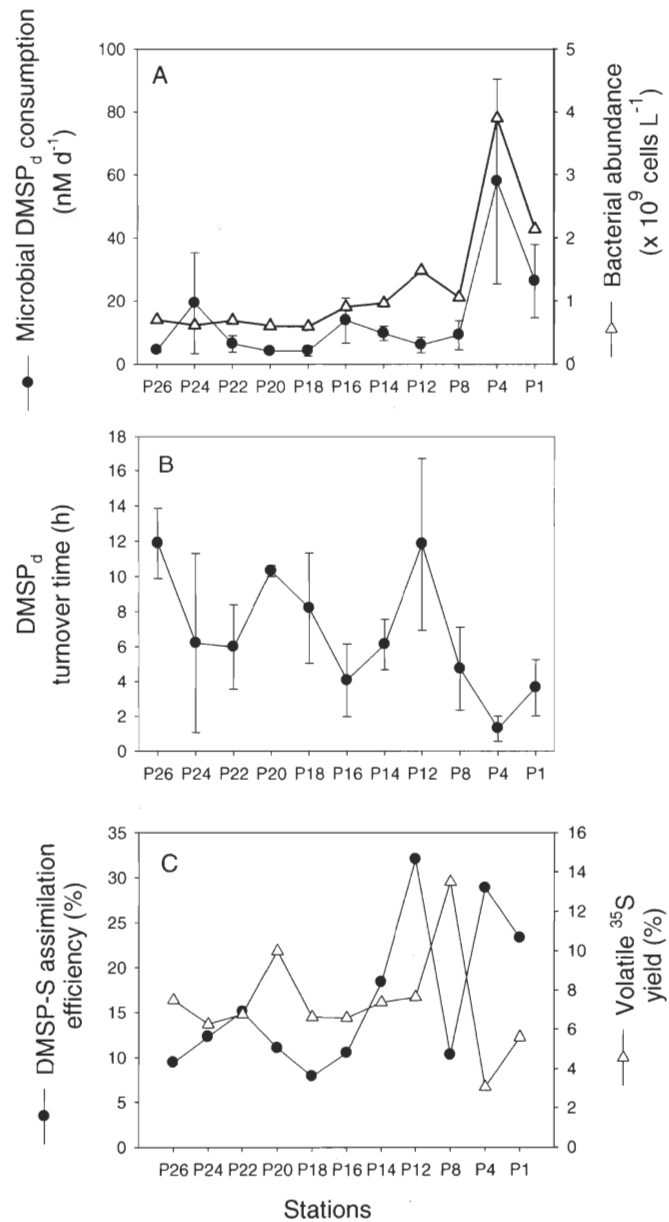 Microbial DMSPd consumption
(nM d-1)
100
80
60
40
20
0
A
5
4
3
2
1
0
Bacterial abundance
(x 10^9 cells L-1)
P26 P24 P22 P20 P18 P16 P14 P12 P8 P4 P1
DMSPd
turnover time (h)
18
16
14
12
10
8
6
4
2
0
B
P26 P24 P22 P20 P18 P16 P14 P12 P8 P4 P1
DMSP-S assimilation
efficiency (%)
35
30
25
20
15
10
5
0
C
16
14
12
10
8
6
4
2
0
Volatile 35S
yield (%)
P26 P24 P22 P20 P18 P16 P14 P12 P8 P4 P1
Stations